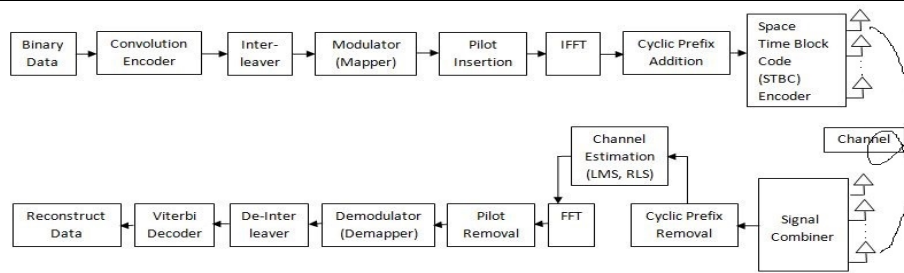 Binary
Data
Convolution
Encoder
Inter-
leaver
Modulator
(Mapper)
Pilot
Insertion
IFFT
Cyclic Prefix
Addition
Space
Time Block
Code
(STBC)
Encoder
Channel
Channel
Estimation
(LMS, RLS)
Reconstruct
Data
Viterbi
Decoder
De-Inter
leaver
Demodulator
(Demapper)
Pilot
Removal
FFT
Cyclic Prefix
Removal
Signal
Combiner